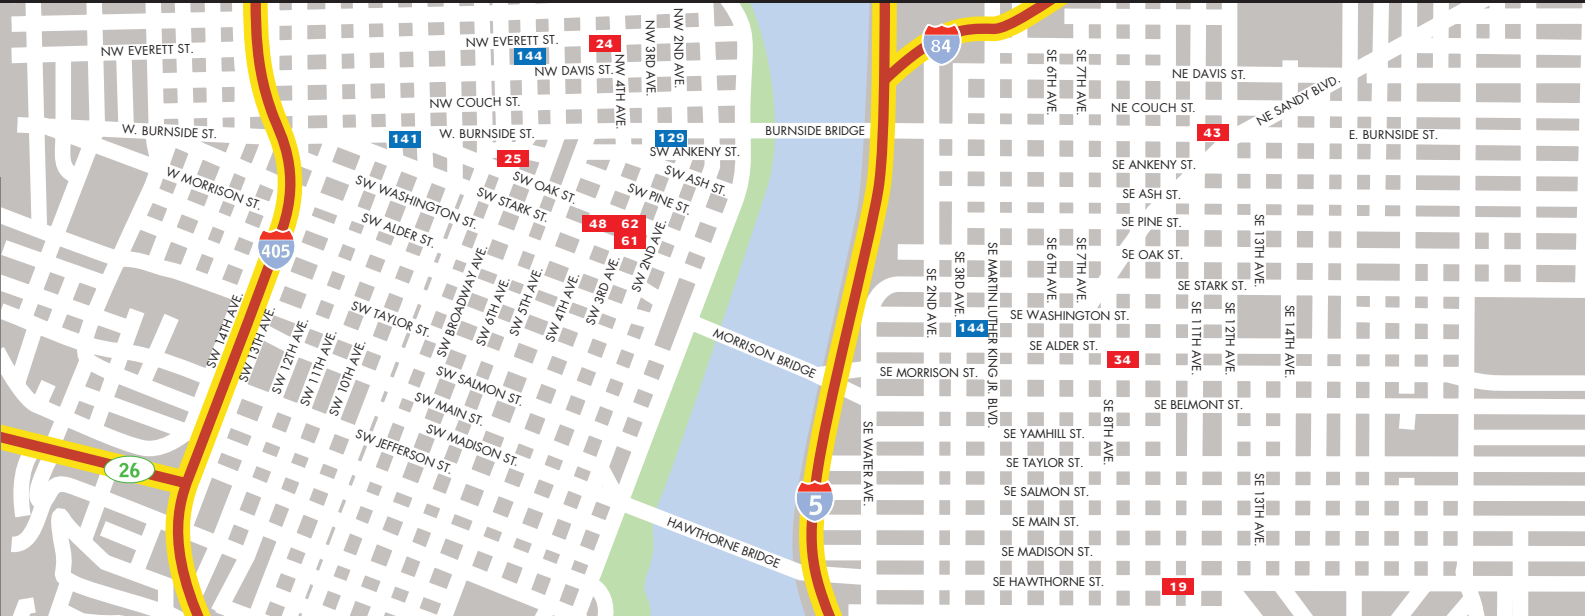 NW EVERETT ST.
NW EVERETT ST.
144
24
NW DAVIS ST.
NW 4TH AVE.
NW 3RD AVE.
NW 2ND AVE.
NW COUCH ST.
W. BURNSIDE ST.
141
W. BURNSIDE ST.
129
SW ANKENY ST.
25
BURNSIDE BRIDGE
84
SE 6TH AVE.
SE 7TH AVE.
NE DAVIS ST.
NE COUCH ST.
NE SANDY BLVD.
43
E. BURNSIDE ST.
SE ANKENY ST.
SE ASH ST.
SE PINE ST.
SE OAK ST.
SE STARK ST.
W MORRISON ST.
SW WASHINGTON ST.
SW ALDER ST.
SW OAK ST.
SW STARK ST.
SW ASH ST.
SW PINE ST.
48
62
61
405
SW 14TH AVE.
SW 13TH AVE.
SW 12TH AVE.
SW 11TH AVE.
SW 10TH AVE.
SW TAYLOR ST.
SW BROADWAY AVE.
SW 6TH AVE.
SW 5TH AVE.
SW 4TH AVE.
SW 3RD AVE.
SW 2ND AVE.
SW SALMON ST.
SW MAIN ST.
SW MADISON ST.
SW JEFFERSON ST.
26
MORRISON BRIDGE
HAWTHORNE BRIDGE
5
SE WATER AVE.
SE 2ND AVE.
SE 3RD AVE.
SE MARTIN LUTHER KING JR. BLVD.
144
SE 6TH AVE.
SE 7TH AVE.
SE WASHINGTON ST.
SE ALDER ST.
34
SE MORRISON ST.
SE 8TH AVE.
SE BELMONT ST.
SE 11TH AVE.
SE 12TH AVE.
SE 13TH AVE.
SE 14TH AVE.
SE YAMHILL ST.
SE TAYLOR ST.
SE SALMON ST.
SE MAIN ST.
SE MADISON ST.
SE HAWTHORNE ST.
SE 13TH AVE.
19